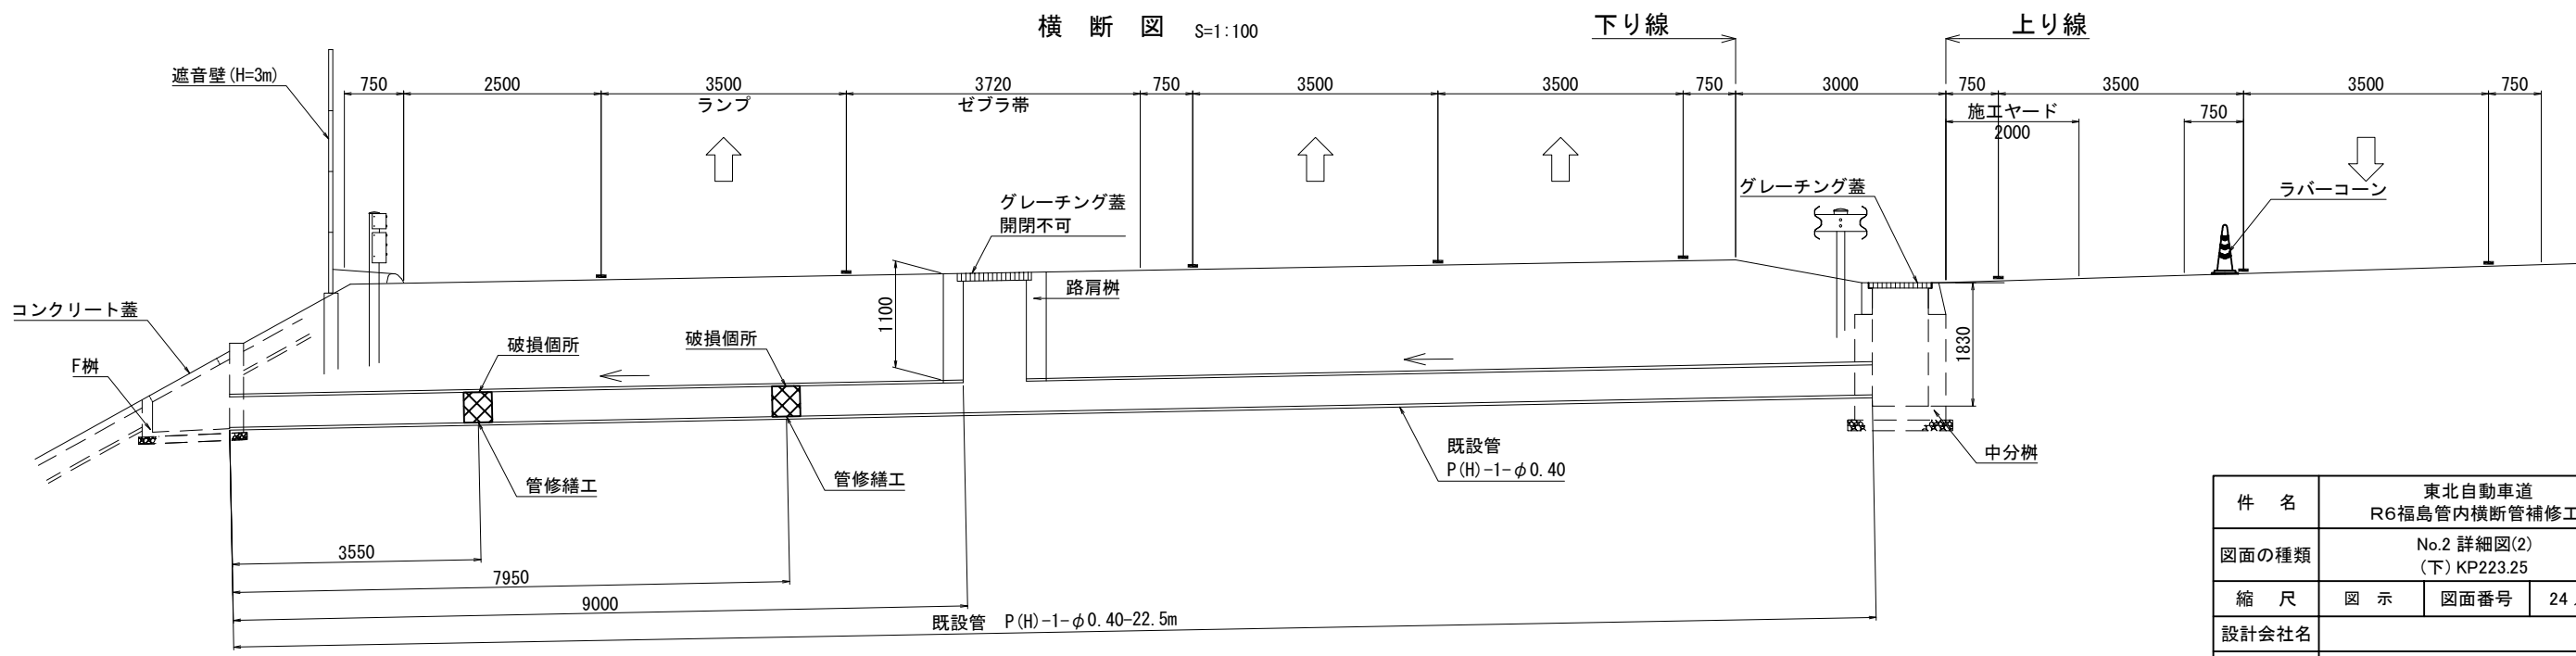 横 断 図 S=1:100
下り線
上り線
遮音壁(H=3m)
750 2500 3500 3720 750 3500 3500 750 3000 750 3500 3500 750
ランプ
ゼブラ帯
施工ヤード
2000
750
グレーチング蓋
開閉不可
グレーチング蓋
ラバーコーン
路肩桝
コンクリート蓋
1100
1830
F桝
破損個所
破損個所
既設管
P(H)-1-φ0.40
中分桝
管修繕工
管修繕工
3550
7950
9000
既設管 P(H)-1-φ0.40-22.5m
件 名
東北自動車道
R6福島管内横断管補修工
図面の種類
No.2 詳細図(2)
(下)KP223.25
縮 尺 図 示 図面番号 24
設計会社名